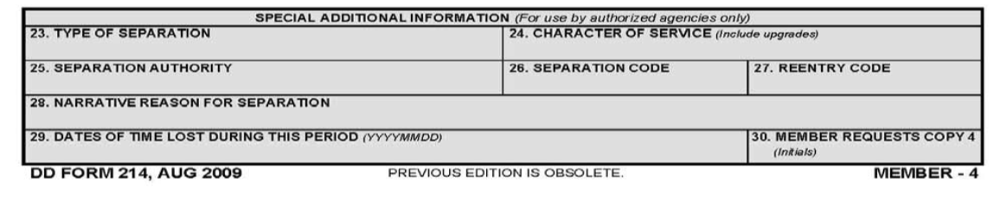 SPECIAL ADDITIONAL INFORMATION (For use by authorized agencies only)
23. TYPE OF SEPARATION
24. CHARACTER OF SERVICE (Include upgrades)
25. SEPARATION AUTHORITY
26. SEPARATION CODE
27. REENTRY CODE
28. NARRATIVE REASON FOR SEPARATION
29. DATES OF TIME LOST DURING THIS PERIOD (YYYYMMDD)
30. MEMBER REQUESTS COPY 4
(Initials)
DD FORM 214, AUG 2009
PREVIOUS EDITION IS OBSOLETE.
MEMBER - 4